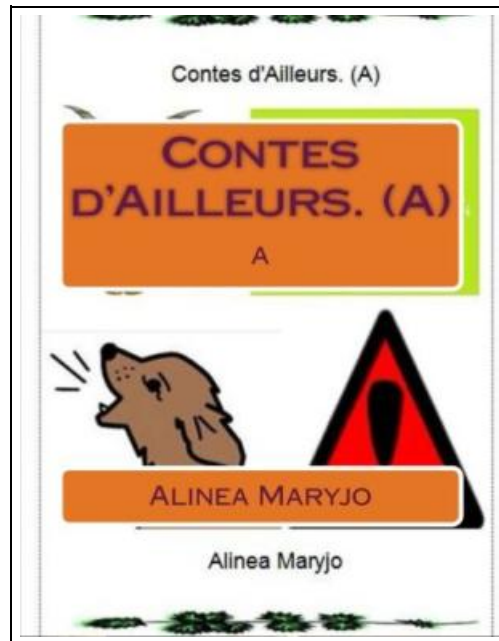 Contes d'Ailleurs. (A)
CONTES
D'AILLEURS. (A)
A
ALINEA MARYJO
Alinea Maryjo